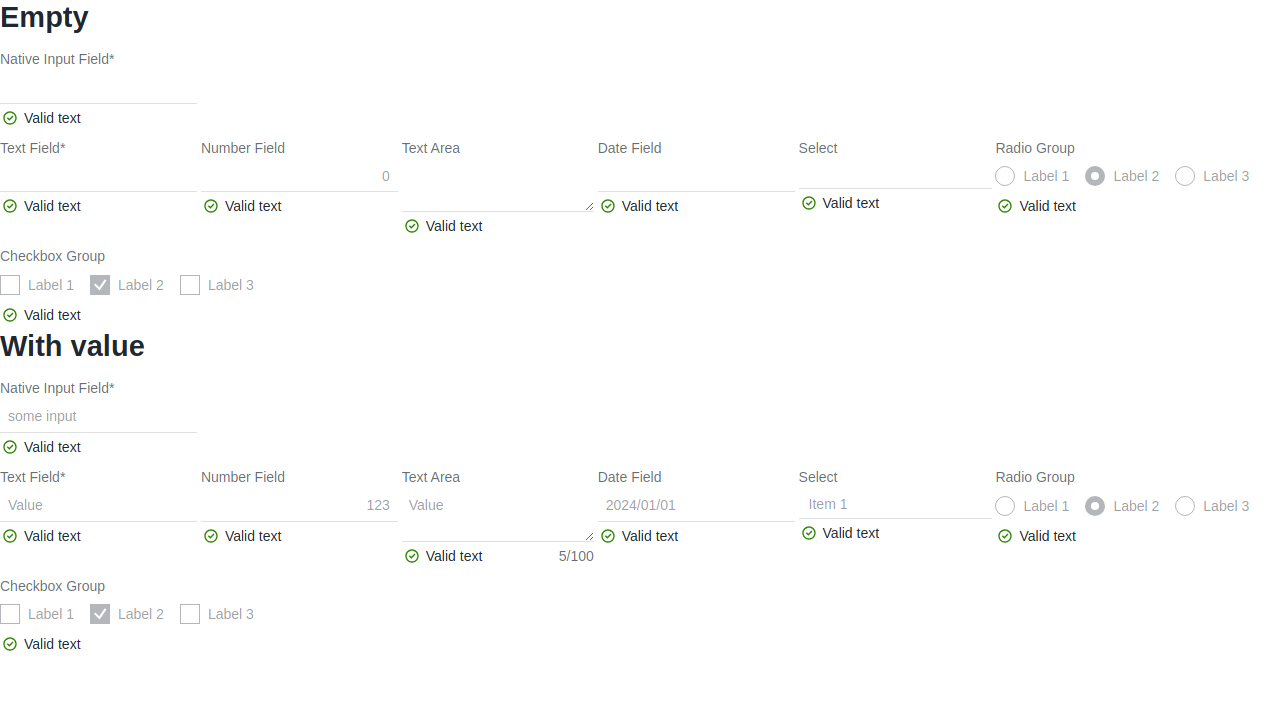 Empty
Native Input Field*
Valid text
Text Field* Number Field Text Area Date Field Select Radio Group
0 Label 1 Label 2 Label 3
Valid text Valid text Valid text Valid text Valid text
Valid text
Checkbox Group
Label 1 Label 2 Label 3
Valid text
With value
Native Input Field*
some input
Valid text
Text Field* Number Field Text Area Date Field Select Radio Group
Value 123 Value 2024/01/01 Item 1 Label 1 Label 2 Label 3
Valid text Valid text Valid text Valid text Valid text
Valid text 5/100
Checkbox Group
Label 1 Label 2 Label 3
Valid text